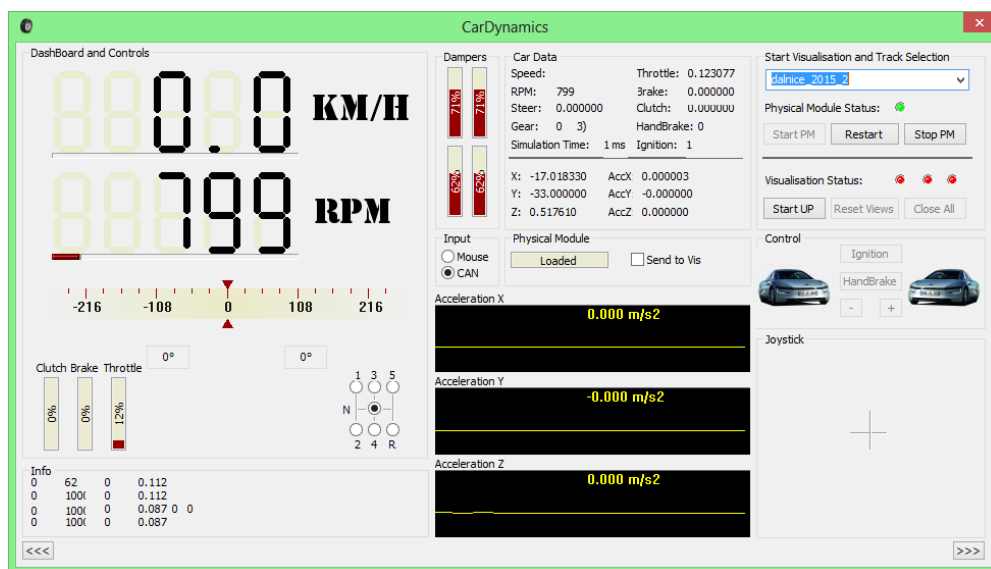 CarDynamics
DashBoard and Controls
0.0 KM/H
799 RPM
-216 -108 0 108 216
0° 0°
Clutch Brake Throttle
0% 0% 12%
1 3 5
N
2 4 R
Info
0 62 0 0.112
0 100( 0 0.112
0 100( 0 0.087 0 0
0 100( 0 0.087
<<<
Dampers
71% 71%
62% 62%
Car Data
Speed: Throttle: 0.123077
RPM: 799 Brake: 0.000000
Steer: 0.000000 Clutch: 0.000000
Gear: 0 3) HandBrake: 0
Simulation Time: 1 ms Ignition: 1
X: -17.018330 AccX: 0.000003
Y: -33.000000 AccY: -0.000000
Z: 0.517610 AccZ: 0.000000
Input
Mouse
CAN
Physical Module
Loaded Send to Vis
Acceleration X
0.000 m/s2
Acceleration Y
-0.000 m/s2
Acceleration Z
0.000 m/s2
Start Visualisation and Track Selection
dalnice_2015_2
Physical Module Status:
Start PM Restart Stop PM
Visualisation Status:
Start UP Reset Views Close All
Control
Ignition
HandBrake
- +
Joystick
>>>